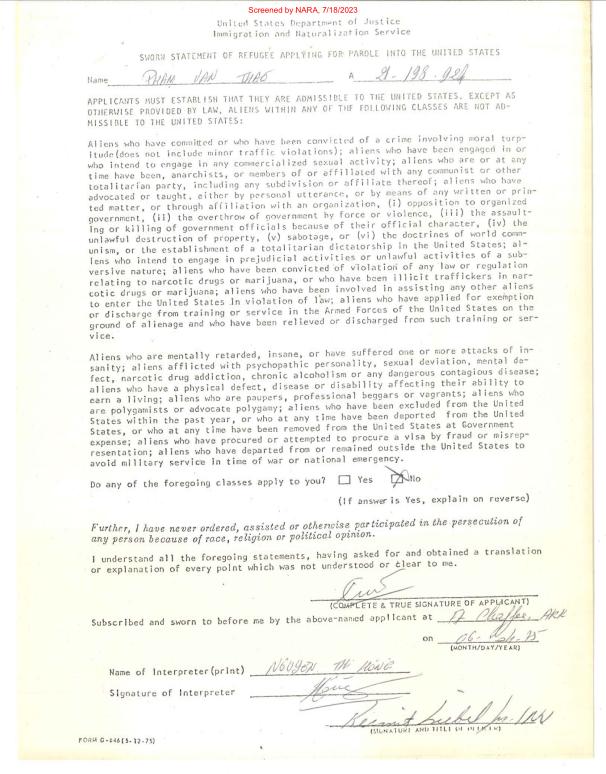 Screened by NARA, 7/18/2023
United States Department of Justice
Immigration and Naturalization Service
SWORN STATEMENT OF REFUGEE APPLYING FOR PAROLE INTO THE UNITED STATES
Name PHAM VAN THAO A 21-198-924
APPLICANTS MUST ESTABLISH THAT THEY ARE ADMISSIBLE TO THE UNITED STATES. EXCEPT AS
OTHERWISE PROVIDED BY LAW, ALIENS WITHIN ANY OF THE FOLLOWING CLASSES ARE NOT AD-
MISSIBLE TO THE UNITED STATES:
Aliens who have committed or who have been convicted of a crime involving moral turp-
itude(does not include minor traffic violations); aliens who have been engaged in or
who intend to engage in any commercialized sexual activity; aliens who are or at any
time have been, anarchists, or members of or affiliated with any communist or other
totalitarian party, including any subdivision or affiliate thereof; aliens who have
advocated or taught, either by personal utterance, or by means of any written or prin-
ted matter, or through affiliation with an organization, (i) opposition to organized
government, (ii) the overthrow of government by force or violence, (iii) the assault-
ing or killing of government officials because of their official character, (iv) the
unlawful destruction of property, (v) sabotage, or (vi) the doctrines of world comm-
unism, or the establishment of a totalitarian dictatorship in the United States; al-
iens who intend to engage in prejudicial activities or unlawful activities of a sub-
versive nature; aliens who have been convicted of violation of any law or regulation
relating to narcotic drugs or marijuana, or who have been illicit traffickers in nar-
cotic drugs or marijuana; aliens who have been involved in assisting any other aliens
to enter the United States in violation of law; aliens who have applied for exemption
or discharge from training or service in the Armed Forces of the United States on the
ground of alienage and who have been relieved or discharged from such training or ser-
vice.
Aliens who are mentally retarded, insane, or have suffered one or more attacks of in-
sanity; aliens afflicted with psychopathic personality, sexual deviation, mental de-
fect, narcotic drug addiction, chronic alcoholism or any dangerous contagious disease;
aliens who have a physical defect, disease or disability affecting their ability to
earn a living; aliens who are paupers, professional beggars or vagrants; aliens who
are polygamists or advocate polygamy; aliens who have been excluded from the United
States within the past year, or who at any time have been deported from the United
States, or who at any time have been removed from the United States at Government
expense; aliens who have procured or attempted to procure a visa by fraud or misrep-
resentation; aliens who have departed from or remained outside the United States to
avoid military service in time of war or national emergency.
Do any of the foregoing classes apply to you? Yes No
(If answer is Yes, explain on reverse)
Further, I have never ordered, assisted or otherwise participated in the persecution of
any person because of race, religion or political opinion.
I understand all the foregoing statements, having asked for and obtained a translation
or explanation of every point which was not understood or clear to me.
(COMPLETE & TRUE SIGNATURE OF APPLICANT)
Subscribed and sworn to before me by the above-named applicant at Ft Chaffee, ARK
on 06- -75
(MONTH/DAY/YEAR)
Name of Interpreter(print) NGUYEN THI HONG
Signature of Interpreter
(SIGNATURE AND TITLE OF OFFICER)
FORM G-646(5-12-75)